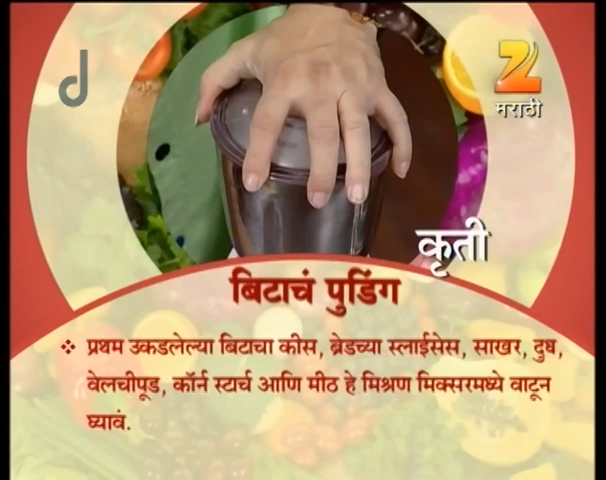 मराठी
कृती
बिटाचं पुडिंग
❖ प्रथम उकडलेल्या बिटाचा कीस, ब्रेडच्या स्लाईसेस, साखर, दुध,
वेलचीपूड, कॉर्न स्टार्च आणि मीठ हे मिश्रण मिक्सरमध्ये वाटून
घ्यावं.